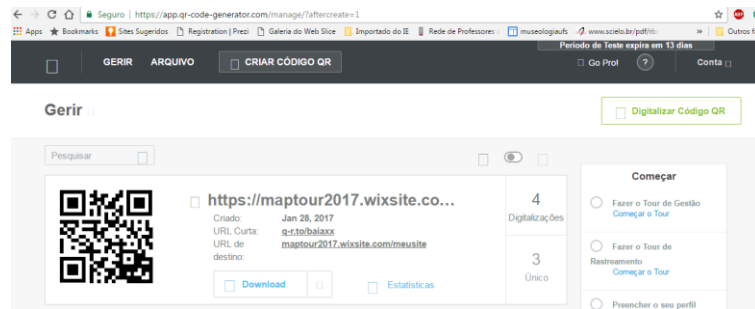 Seguro | https://app.qr-code-generator.com/manage/?aftercreate=1
Apps Bookmarks Sites Sugeridos Registration | Prezi Galeria do Web Slice Importado do IE Rede de Professores museologiaufs www.scielo.br/pdf/ » Outros
Período de Teste expira em 13 dias
GERIR ARQUIVO CRIAR CÓDIGO QR Go Pro! ? Conta
Gerir
Digitalizar Código QR
Pesquisar
Começar
https://maptour2017.wixsite.co...
Criado: Jan 28, 2017
URL Curta: q-r.to/baiaxx
URL de destino: maptour2017.wixsite.com/meusite
Download
Estatísticas
4
Digitalizações
3
Único
Fazer o Tour de Gestão
Começar o Tour
Fazer o Tour de
Rastreamento
Começar o Tour
Preencher o seu perfil